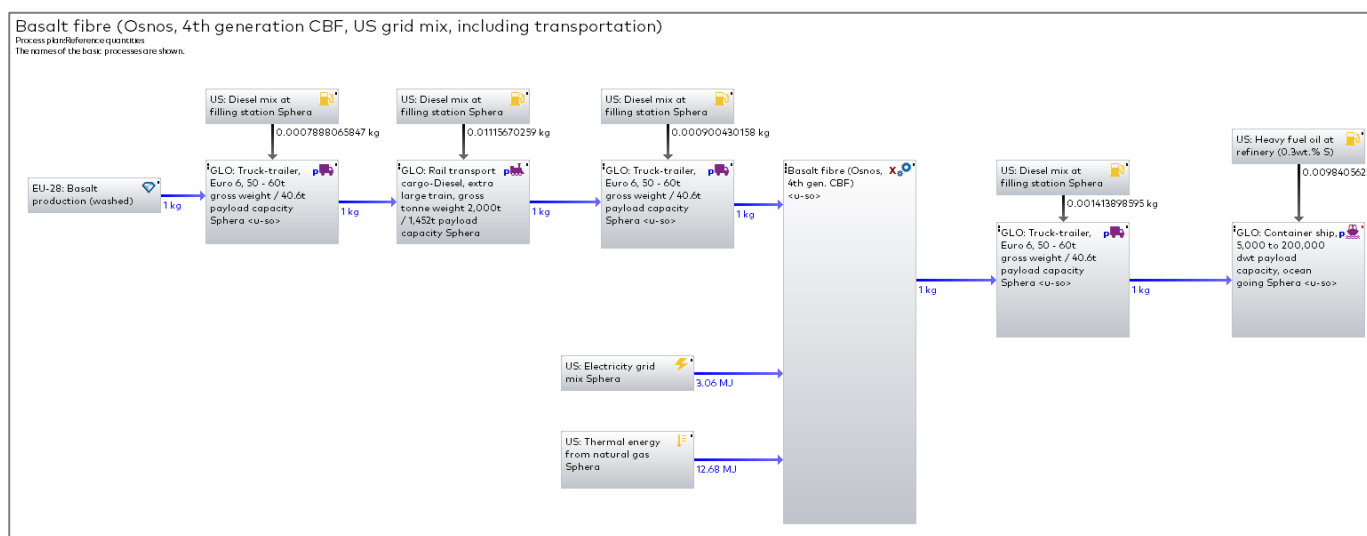 Basalt fibre (Osnos, 4th generation CBF, US grid mix, including transportation)
Process plan:Reference quantities
The names of the basic processes are shown.
US: Diesel mix at
filling station Sphera
0.0007888065847 kg
US: Diesel mix at
filling station Sphera
0.01115670259 kg
US: Diesel mix at
filling station Sphera
0.000900430158 kg
US: Heavy fuel oil at
refinery (0.3wt.% S)
0.009840562
EU-28: Basalt
production (washed)
1 kg
GLO: Truck-trailer,
Euro 6, 50 - 60t
gross weight / 40.6t
payload capacity
Sphera <u-so>
p
1 kg
GLO: Rail transport
cargo-Diesel, extra
large train, gross
tonne weight 2,000t
/ 1,452t payload
capacity Sphera
p
1 kg
GLO: Truck-trailer,
Euro 6, 50 - 60t
gross weight / 40.6t
payload capacity
Sphera <u-so>
p
1 kg
Basalt fibre (Osnos,
4th gen. CBF)
<u-so>
X
1 kg
US: Diesel mix at
filling station Sphera
0.001413898595 kg
GLO: Truck-trailer,
Euro 6, 50 - 60t
gross weight / 40.6t
payload capacity
Sphera <u-so>
p
1 kg
GLO: Container ship,
5,000 to 200,000
dwt payload
capacity, ocean
going Sphera <u-so>
p
US: Electricity grid
mix Sphera
3.06 MJ
US: Thermal energy
from natural gas
Sphera
12.68 MJ